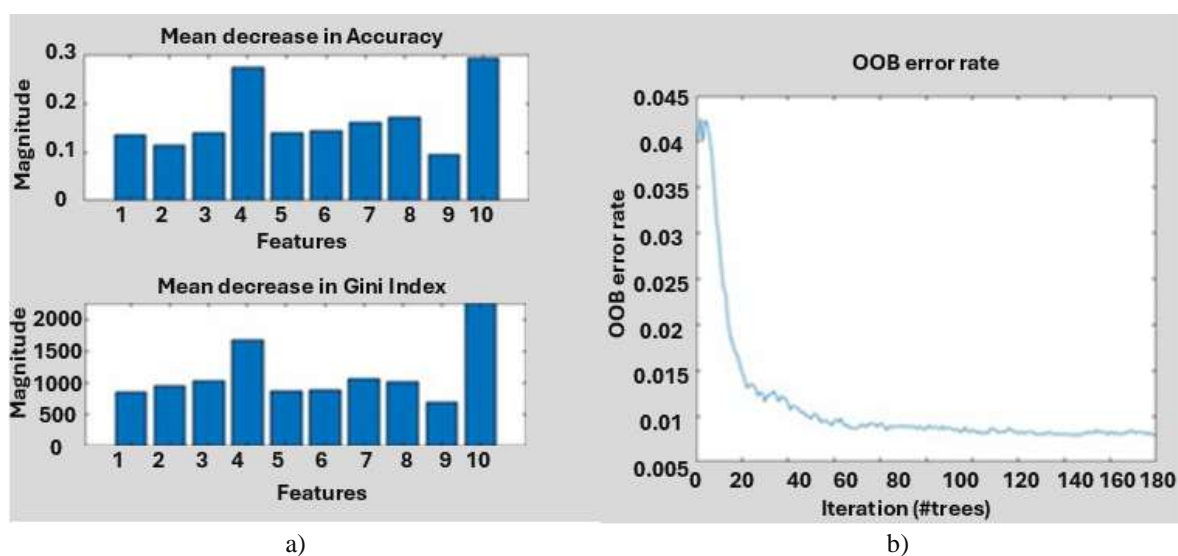 Mean decrease in Accuracy
0.3
0.2
0.1
0
Magnitude
1 2 3 4 5 6 7 8 9 10
Features
Mean decrease in Gini Index
2000
1500
1000
500
0
Magnitude
1 2 3 4 5 6 7 8 9 10
Features
a)
OOB error rate
0.045
0.04
0.035
0.03
0.025
0.02
0.015
0.01
0.005
OOB error rate
0 20 40 60 80 100 120 140 160 180
Iteration (#trees)
b)